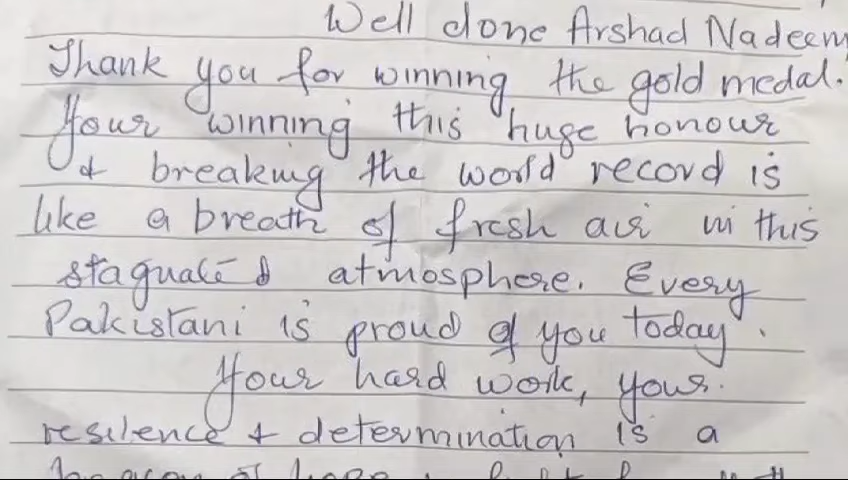 Well done Arshad Nadeem
Thank you for winning the gold medal.
Your winning this huge honour
& breaking the world record is
like a breath of fresh air in this
stagnated atmosphere. Every
Pakistani is proud of you today.
Your hard work, your
resilence & determination is a